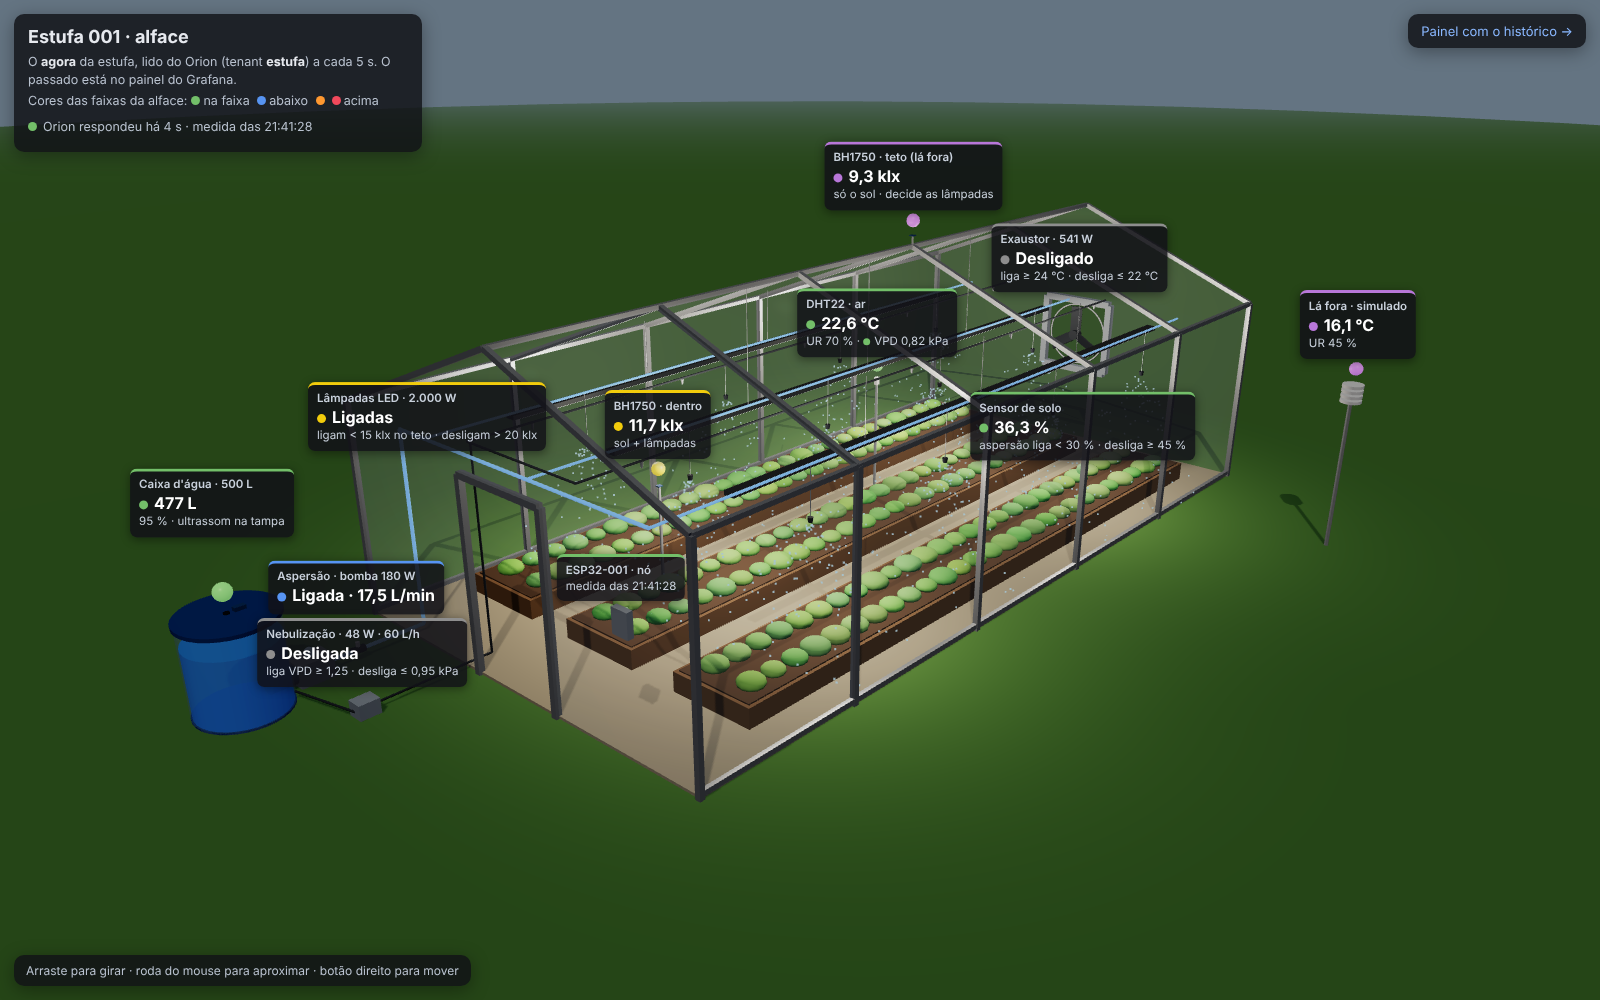 Estufa 001 · alface
O agora da estufa, lido do Orion (tenant estufa) a cada 5 s. O
passado está no painel do Grafana.
Cores das faixas da alface: na faixa abaixo acima
Orion respondeu há 4 s · medida das 21:41:28
Painel com o histórico →
BH1750 · teto (lá fora)
9,3 klx
só o sol · decide as lâmpadas
Exaustor · 541 W
Desligado
liga ≥ 24 °C · desliga ≤ 22 °C
DHT22 · ar
22,6 °C
UR 70 % · VPD 0,82 kPa
Lá fora · simulado
16,1 °C
UR 45 %
Lâmpadas LED · 2.000 W
Ligadas
ligam < 15 klx no teto · desligam > 20 klx
BH1750 · dentro
11,7 klx
sol + lâmpadas
Sensor de solo
36,3 %
aspersão liga < 30 % · desliga ≥ 45 %
Caixa d'água · 500 L
477 L
95 % · ultrassom na tampa
Aspersão · bomba 180 W
Ligada · 17,5 L/min
ESP32-001 · nó
medida das 21:41:28
Nebulização · 48 W · 60 L/h
Desligada
liga VPD ≥ 1,25 · desliga ≤ 0,95 kPa
Arraste para girar · roda do mouse para aproximar · botão direito para mover